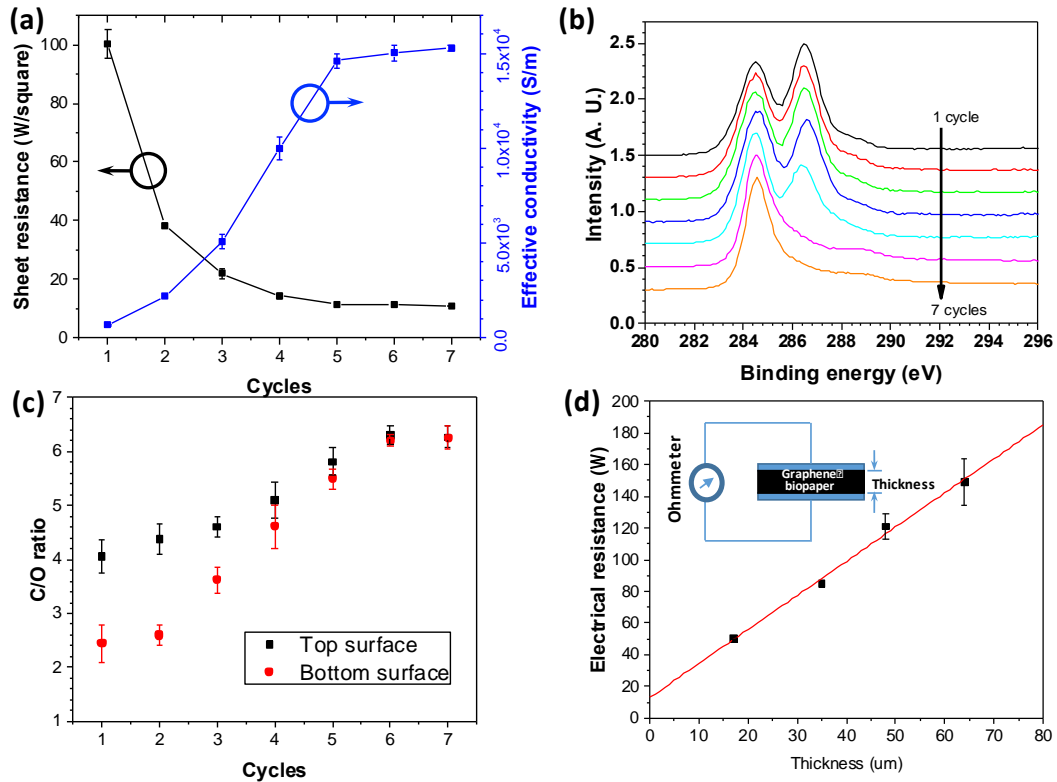 (a)
Sheet resistance (W/square)
100
80
60
40
20
0
1 2 3 4 5 6 7
Cycles
1.5x10⁴
1.0x10⁴
5.0x10³
0.0
Effective conductivity (S/m)
(b)
Intensity (A. U.)
2.5
2.0
1.5
1.0
0.5
0.0
280 282 284 286 288 290 292 294 296
Binding energy (eV)
1 cycle
7 cycles
(c)
C/O ratio
7
6
5
4
3
2
1
1 2 3 4 5 6 7
Cycles
Top surface
Bottom surface
(d)
Electrical resistance (W)
200
180
160
140
120
100
80
60
40
20
0
0 10 20 30 40 50 60 70 80
Thickness (um)
Ohmmeter
Graphene
biopaper
Thickness